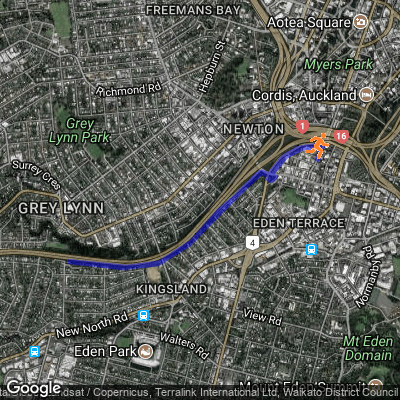 FREEMANS BAY
Aotea Square
Hepburn St
Myers Park
Richmond Rd
Cordis, Auckland
Grey
Lynn Park
NEWTON
1
16
Surrey Cres
GREY LYNN
EDEN TERRACE
4
Normanby Rd
KINGSLAND
New North Rd
View Rd
Walters Rd
Mt Eden
Domain
Eden Park
Mount Eden Summit
Google
Landsat / Copernicus, Terralink International Ltd, Waikato District Council